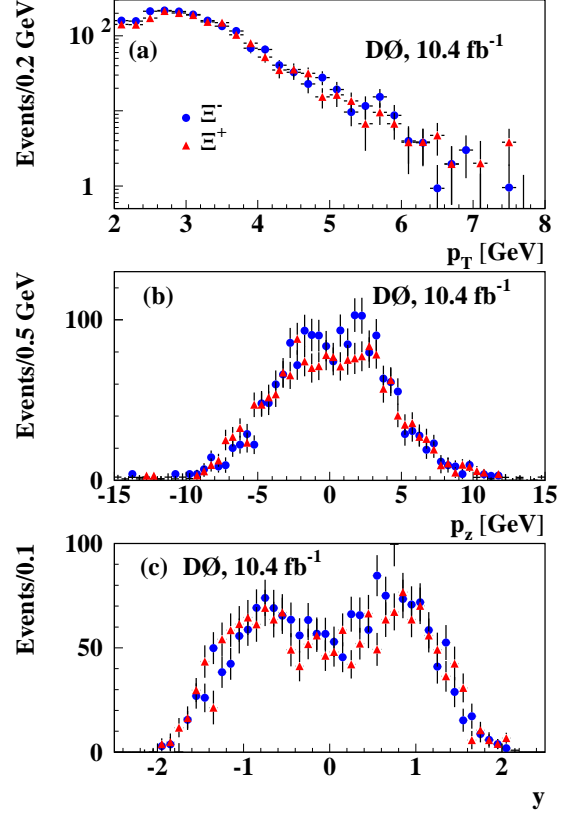 Events/0.2 GeV
10²
1
(a)
DØ, 10.4 fb⁻¹
Ξ⁻
Ξ⁺
2 3 4 5 6 7 8
p_T [GeV]
Events/0.5 GeV
100
0
(b)
DØ, 10.4 fb⁻¹
-15 -10 -5 0 5 10 15
p_z [GeV]
Events/0.1
100
50
0
(c)
DØ, 10.4 fb⁻¹
-2 -1 0 1 2
y